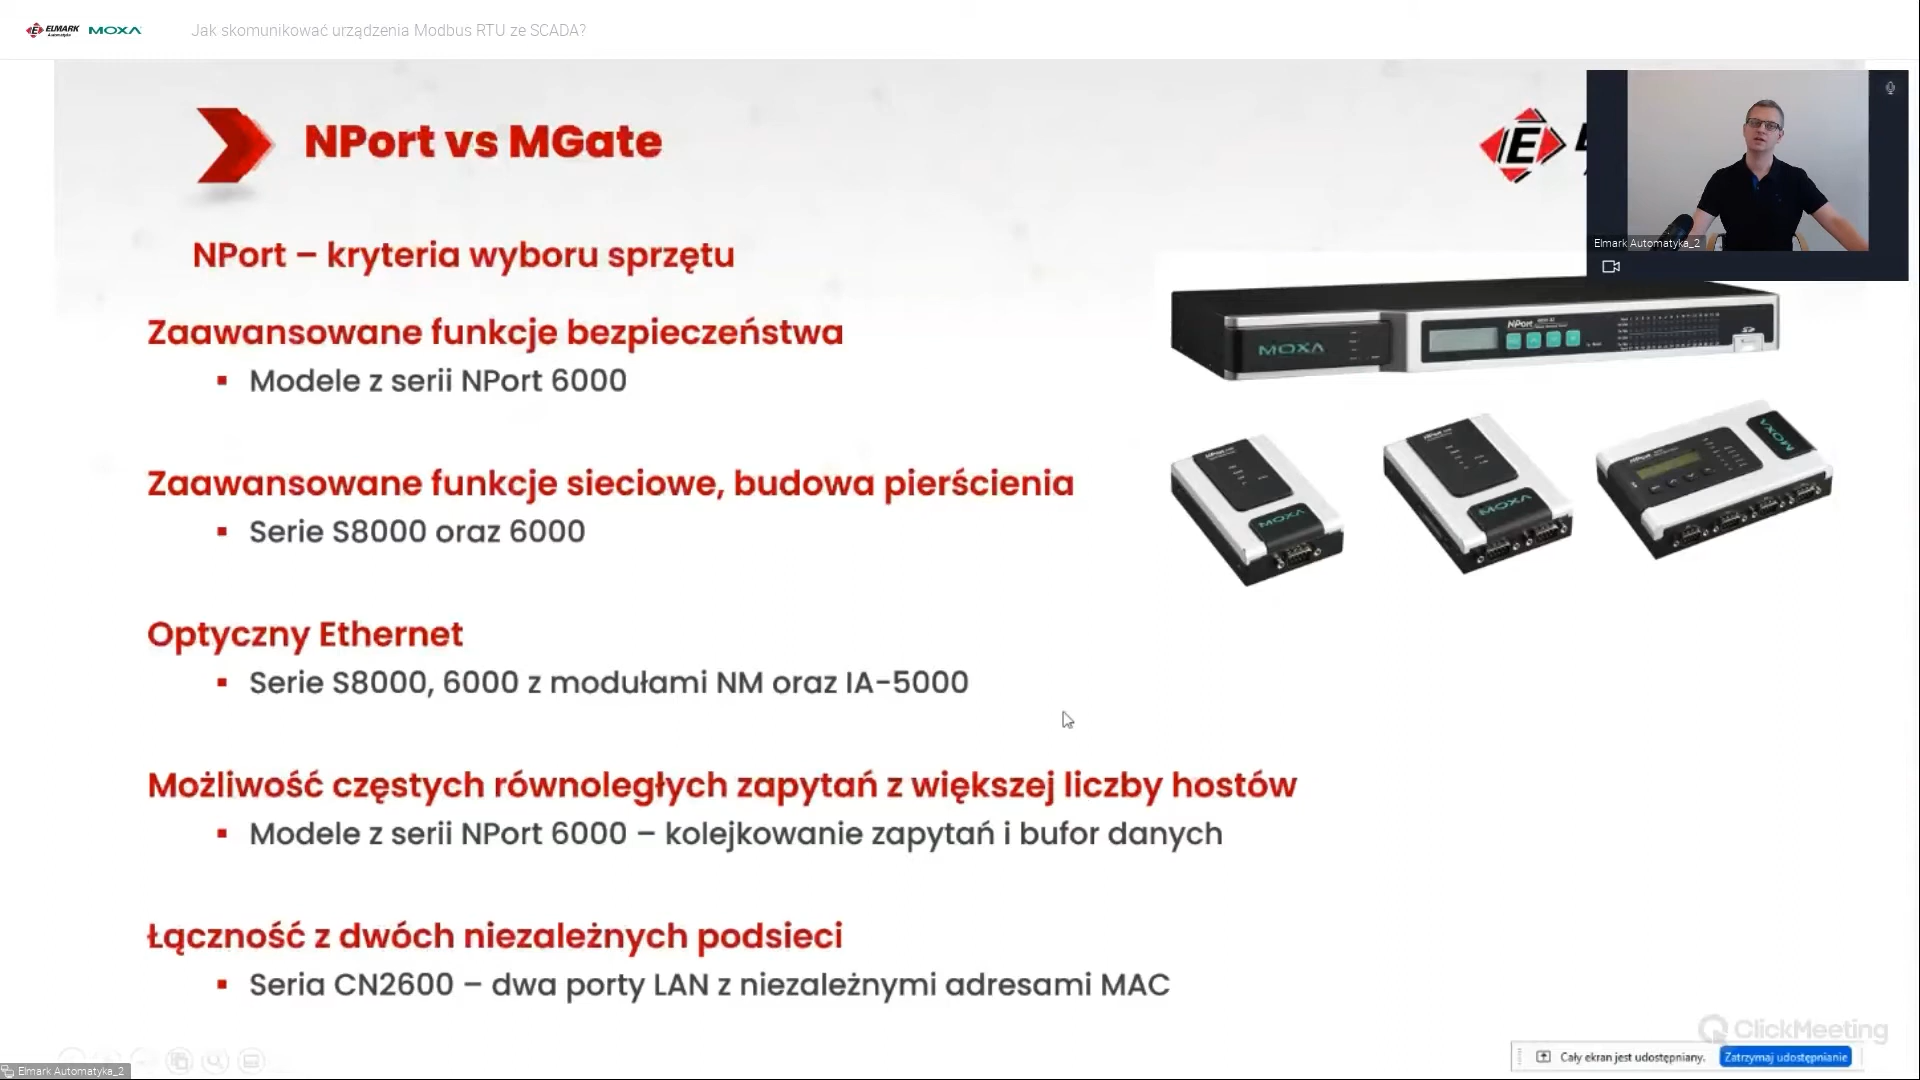 ELMARK
Automatyka
MOXA
Jak skomunikować urządzenia Modbus RTU ze SCADA?
NPort vs MGate
E
Elmark Automatyka_2
NPort – kryteria wyboru sprzętu
Zaawansowane funkcje bezpieczeństwa
▪ Modele z serii NPort 6000
Zaawansowane funkcje sieciowe, budowa pierścienia
▪ Serie S8000 oraz 6000
Optyczny Ethernet
▪ Serie S8000, 6000 z modułami NM oraz IA-5000
Możliwość częstych równoległych zapytań z większej liczby hostów
▪ Modele z serii NPort 6000 – kolejkowanie zapytań i bufor danych
Łączność z dwóch niezależnych podsieci
▪ Seria CN2600 – dwa porty LAN z niezależnymi adresami MAC
MOXA
NPort
MOXA
MOXA
MOXA
ClickMeeting
Cały ekran jest udostępniany.
Zatrzymaj udostępnianie
Elmark Automatyka_2